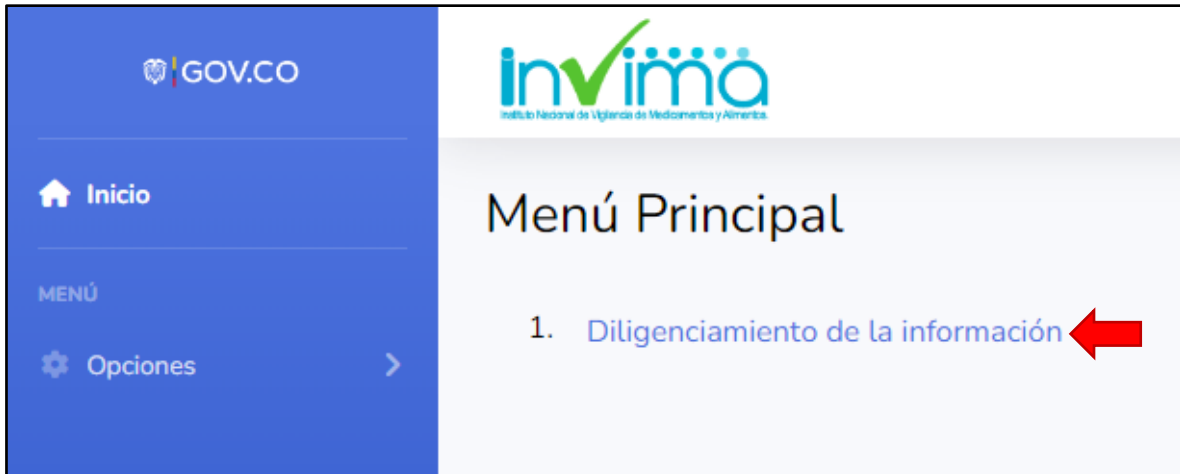 GOV.CO
invima
Instituto Nacional de Vigilancia de Medicamentos y Alimentos.
Inicio
MENÚ
Opciones
Menú Principal
1. Diligenciamiento de la información